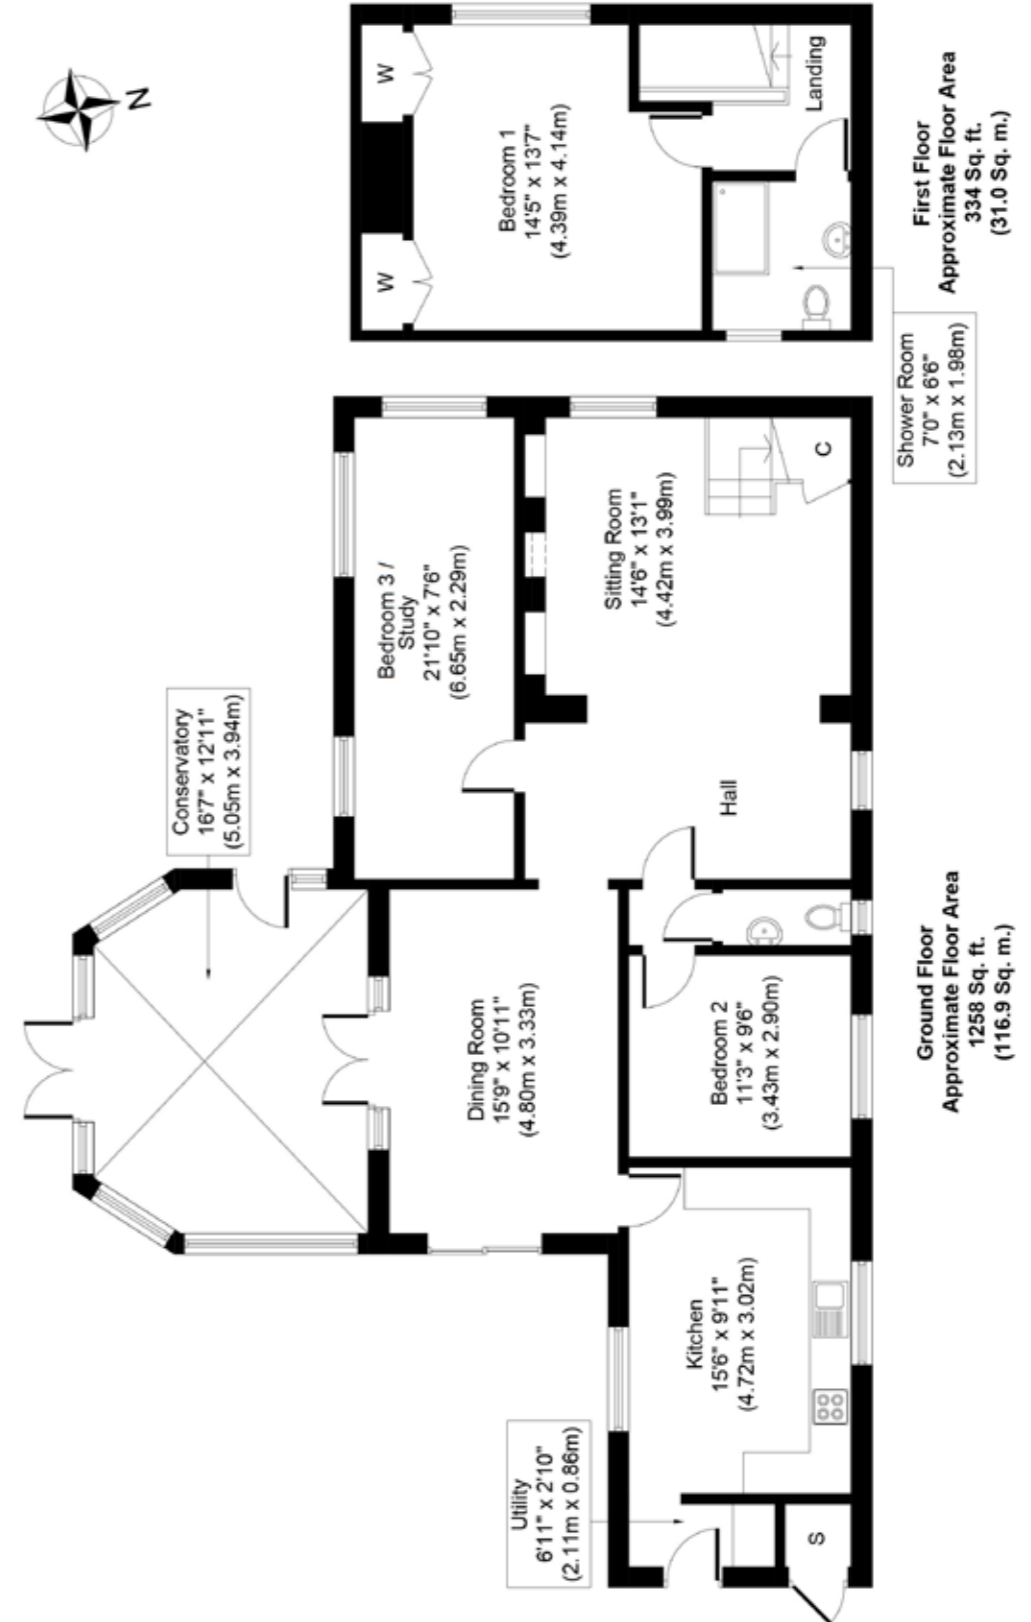 N
Conservatory
16'7" x 12'11"
(5.05m x 3.94m)
Utility
6'11" x 2'10"
(2.11m x 0.86m)
Bedroom 3 /
Study
21'10" x 7'6"
(6.65m x 2.29m)
Dining Room
15'9" x 10'11"
(4.80m x 3.33m)
Sitting Room
14'6" x 13'1"
(4.42m x 3.99m)
Kitchen
15'6" x 9'11"
(4.72m x 3.02m)
Bedroom 2
11'3" x 9'6"
(3.43m x 2.90m)
Hall
S
C
Ground Floor
Approximate Floor Area
1258 Sq. ft.
(116.9 Sq. m.)
W
W
Bedroom 1
14'5" x 13'7"
(4.39m x 4.14m)
Landing
Shower Room
7'0" x 6'6"
(2.13m x 1.98m)
First Floor
Approximate Floor Area
334 Sq. ft.
(31.0 Sq. m.)